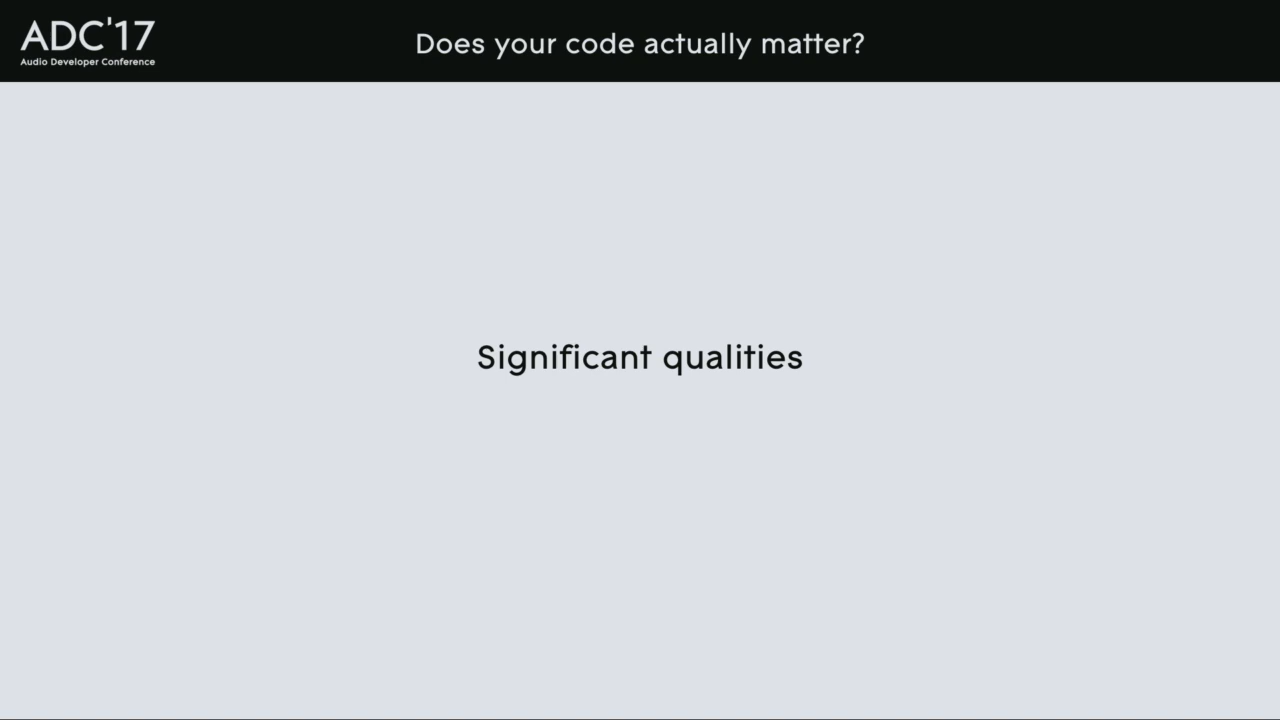 ADC'17
Audio Developer Conference
Does your code actually matter?
Significant qualities